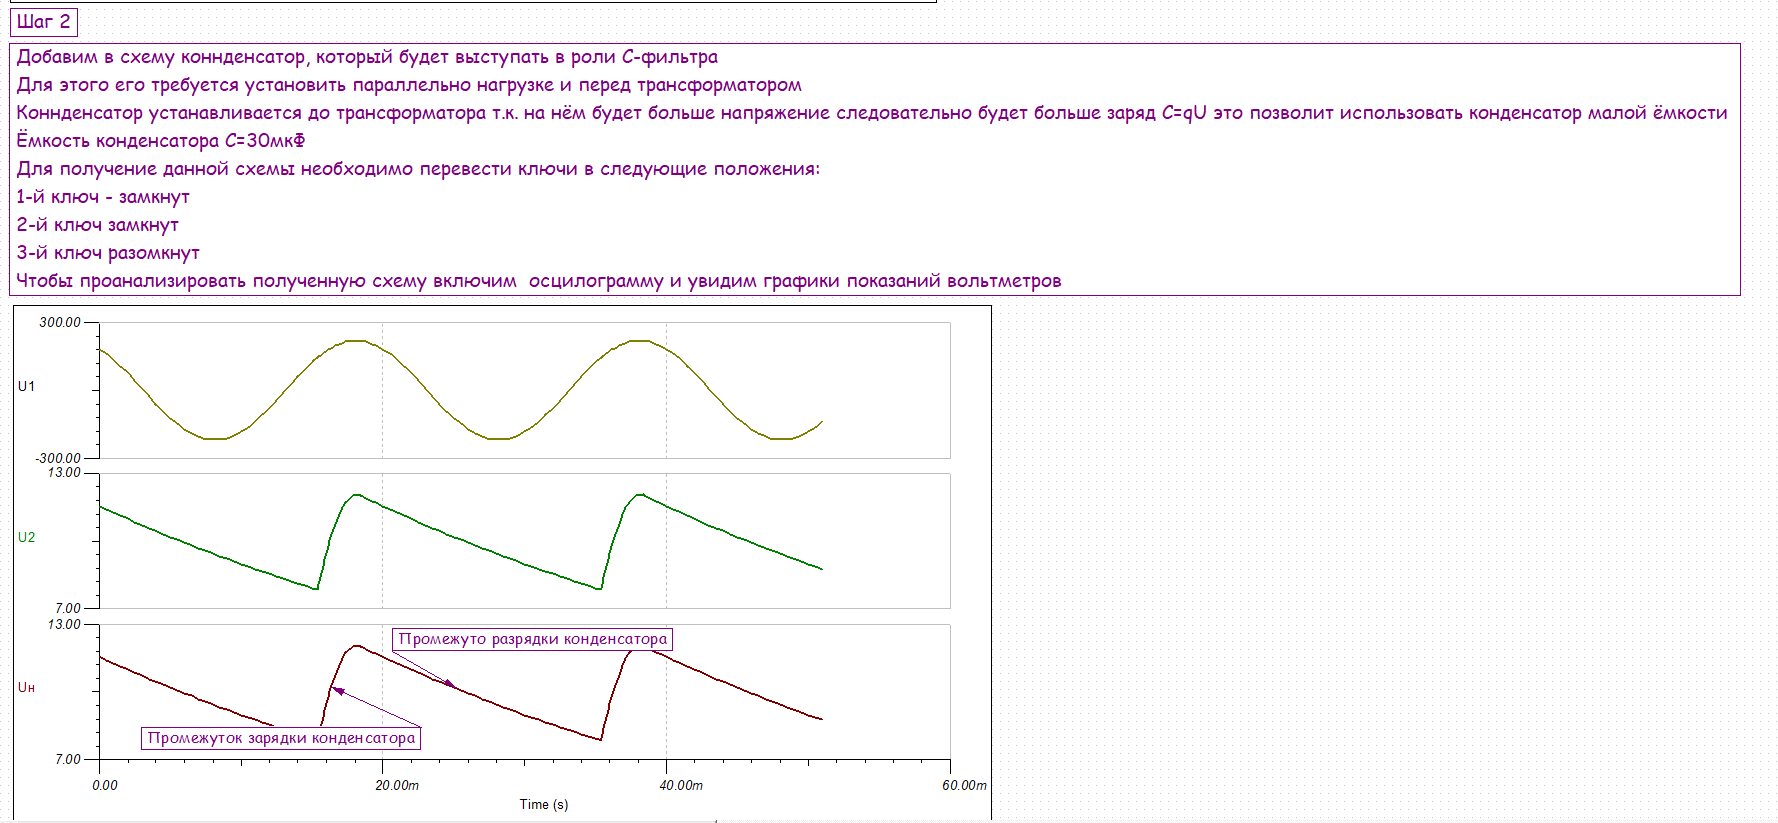 Шаг 2
Добавим в схему коннденсатор, который будет выступать в роли С-фильтра
Для этого его требуется установить параллельно нагрузке и перед трансформатором
Коннденсатор устанавливается до трансформатора т.к. на нём будет больше напряжение следовательно будет больше заряд C=qU это позволит использовать конденсатор малой ёмкости
Ёмкость конденсатора С=30мкФ
Для получение данной схемы необходимо перевести ключи в следующие положения:
1-й ключ - замкнут
2-й ключ замкнут
3-й ключ разомкнут
Чтобы проанализировать полученную схему включим  осцилограмму и увидим графики показаний вольтметров
300.00
U1
-300.00
13.00
U2
7.00
13.00
Промежуто разрядки конденсатора
Uн
Промежуток зарядки конденсатора
7.00
0.00 20.00m 40.00m 60.00m
Time (s)